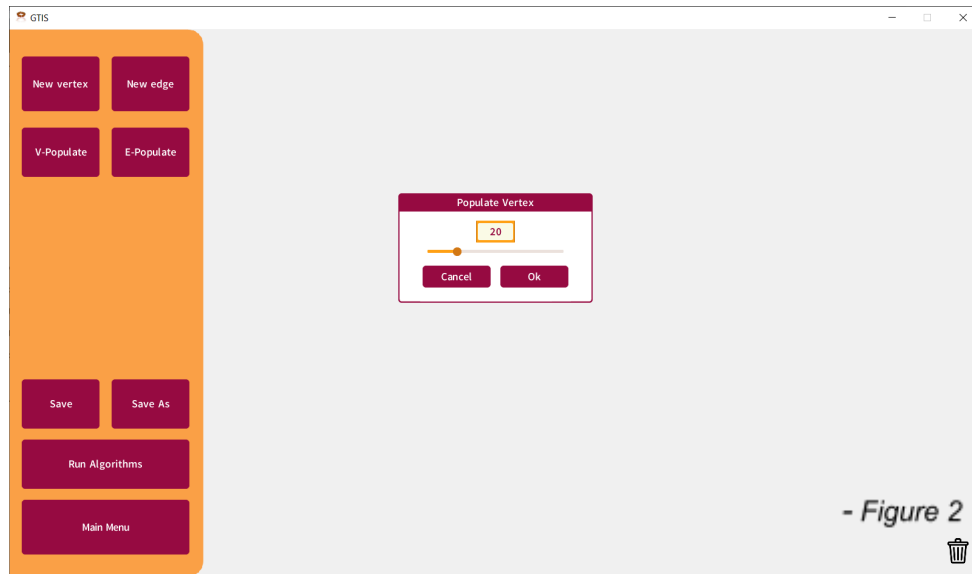 GTIS
New vertex
New edge
V-Populate
E-Populate
Populate Vertex
20
Cancel
Ok
Save
Save As
Run Algorithms
Main Menu
- Figure 2